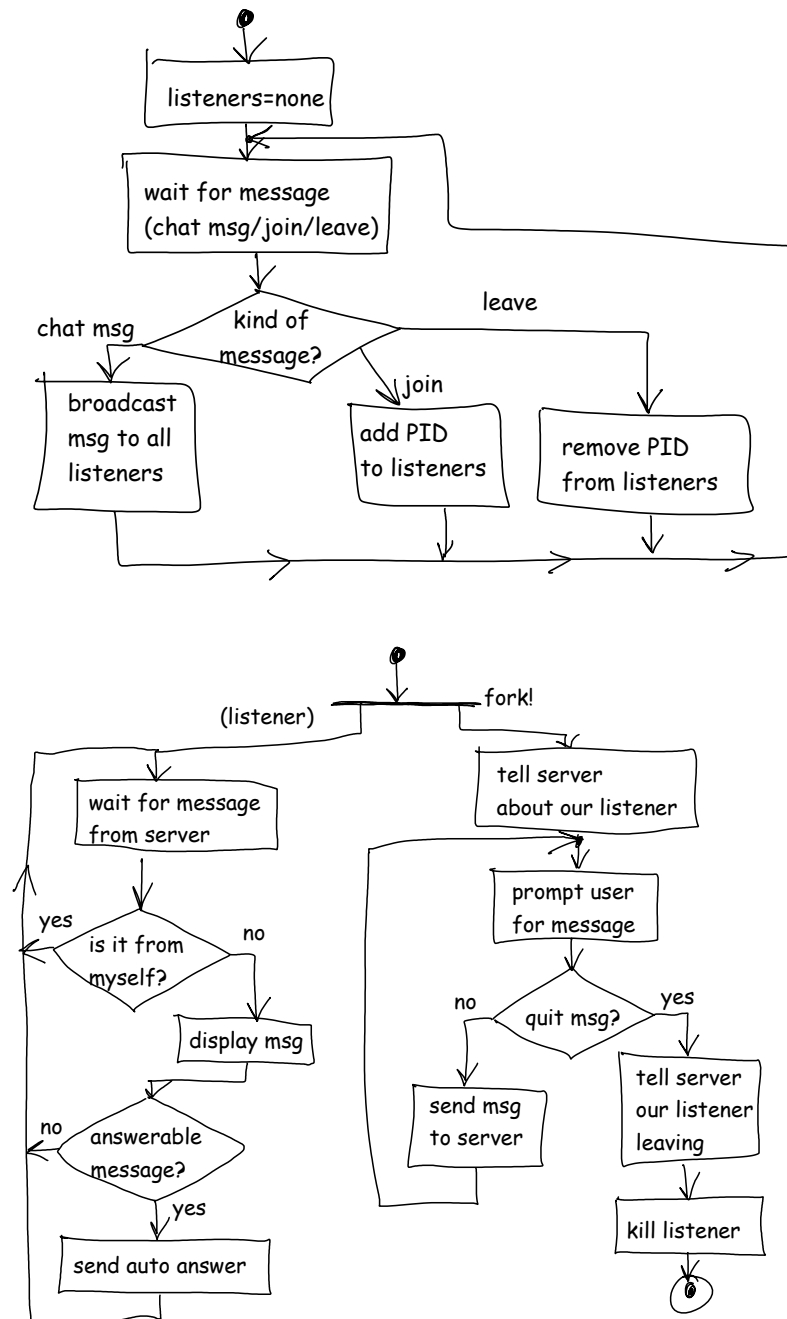 listeners=none
wait for message
(chat msg/join/leave)
kind of
message?
leave
chat msg
join
broadcast
msg to all
listeners
add PID
to listeners
remove PID
from listeners
fork!
(listener)
wait for message
from server
yes
is it from
myself?
no
display msg
no
answerable
message?
yes
send auto answer
tell server
about our listener
prompt user
for message
no
quit msg?
yes
send msg
to server
tell server
our listener
leaving
kill listener